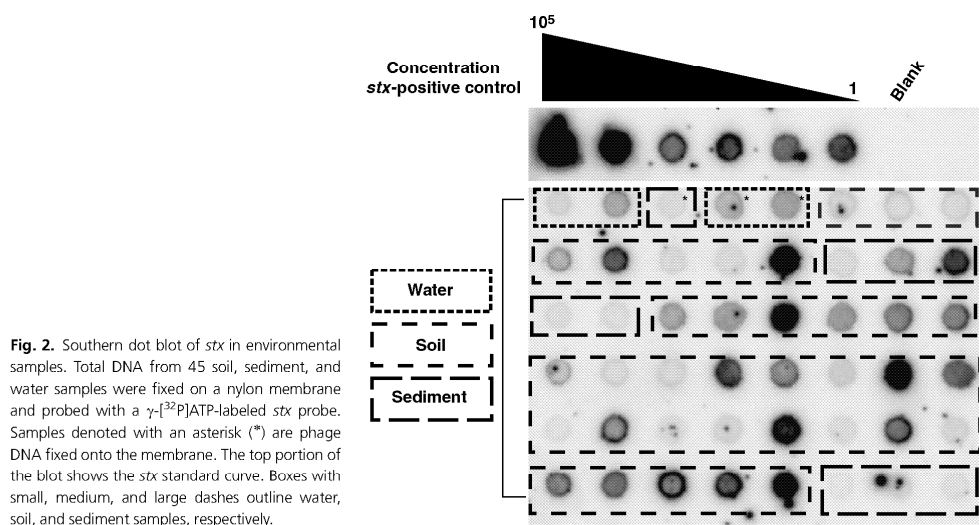 10⁵
Concentration
stx-positive control
1
Blank
*
*
*
Water
Soil
Sediment
Fig. 2. Southern dot blot of stx in environmental
samples. Total DNA from 45 soil, sediment, and
water samples were fixed on a nylon membrane
and probed with a γ-[³²P]ATP-labeled stx probe.
Samples denoted with an asterisk (*) are phage
DNA fixed onto the membrane. The top portion of
the blot shows the stx standard curve. Boxes with
small, medium, and large dashes outline water,
soil, and sediment samples, respectively.